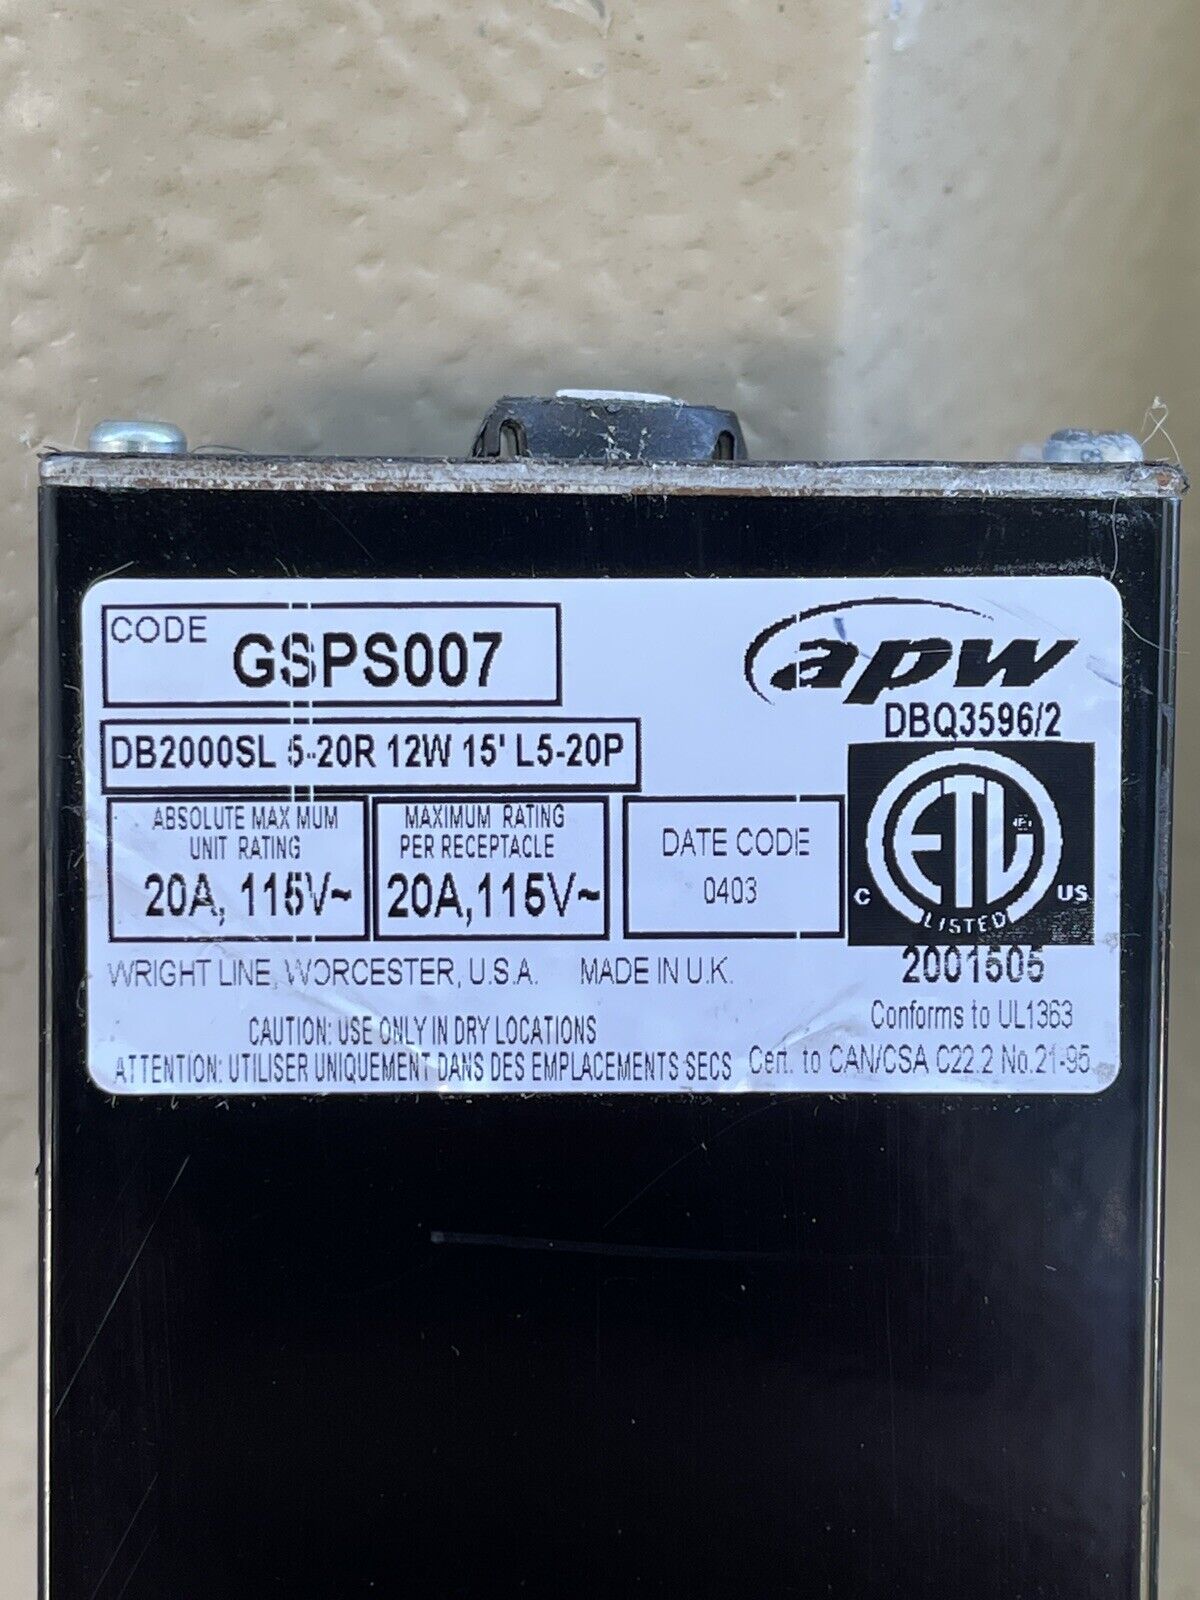 CODE GSPS007
apw
DBQ3596/2
DB2000SL 5-20R 12W 15' L5-20P
ABSOLUTE MAXIMUM
UNIT RATING
20A, 115V~
MAXIMUM RATING
PER RECEPTACLE
20A, 115V~
DATE CODE
0403
ETL
C US
LISTED
2001505
WRIGHT LINE, WORCESTER, U.S.A. MADE IN U.K.
Conforms to UL1363
CAUTION: USE ONLY IN DRY LOCATIONS
ATTENTION: UTILISER UNIQUEMENT DANS DES EMPLACEMENTS SECS
Cert. to CAN/CSA C22.2 No.21-95